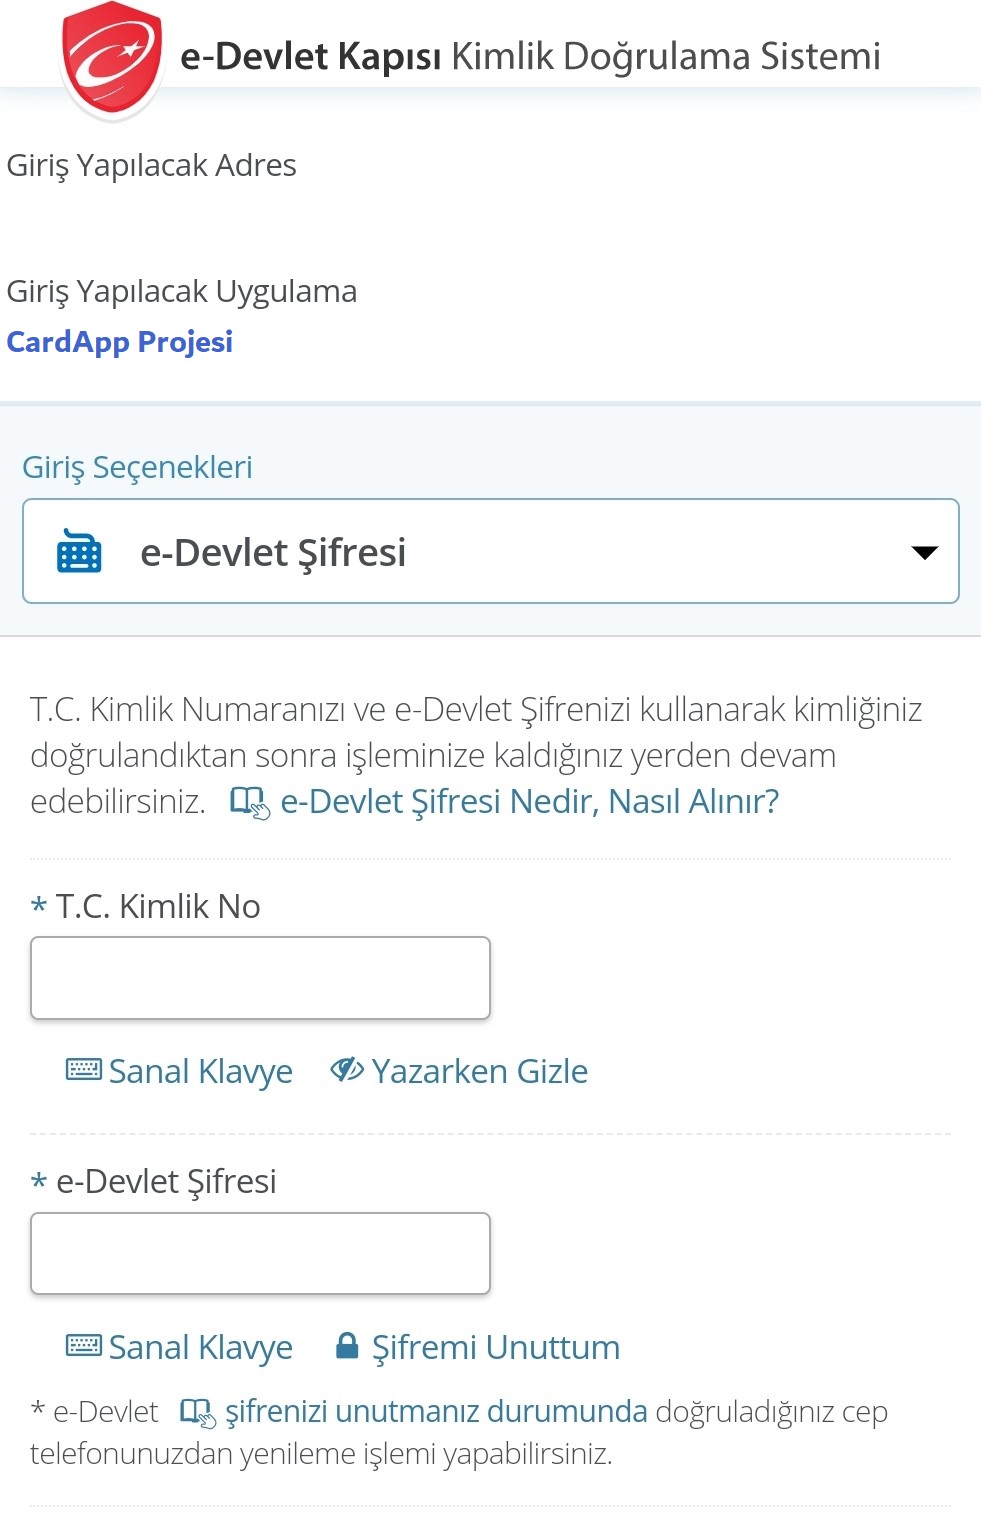 e-Devlet Kapısı Kimlik Doğrulama Sistemi
Giriş Yapılacak Adres
Giriş Yapılacak Uygulama
CardApp Projesi
Giriş Seçenekleri
e-Devlet Şifresi
T.C. Kimlik Numaranızı ve e-Devlet Şifrenizi kullanarak kimliğiniz
doğrulandıktan sonra işleminize kaldığınız yerden devam
edebilirsiniz. e-Devlet Şifresi Nedir, Nasıl Alınır?
* T.C. Kimlik No
Sanal Klavye Yazarken Gizle
* e-Devlet Şifresi
Sanal Klavye Şifremi Unuttum
* e-Devlet şifrenizi unutmanız durumunda doğruladığınız cep
telefonunuzdan yenileme işlemi yapabilirsiniz.